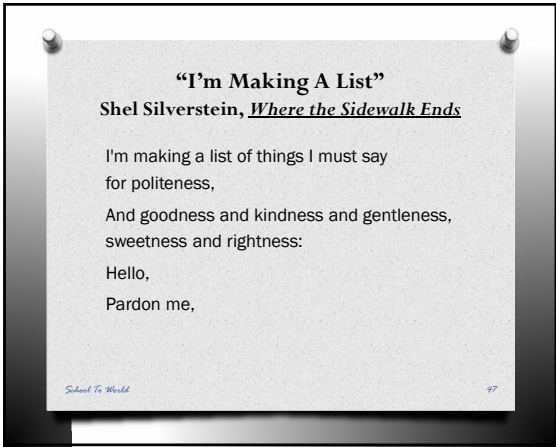 “I'm Making A List”
Shel Silverstein, Where the Sidewalk Ends
I'm making a list of things I must say
for politeness,
And goodness and kindness and gentleness,
sweetness and rightness:
Hello,
Pardon me,
School To World
47